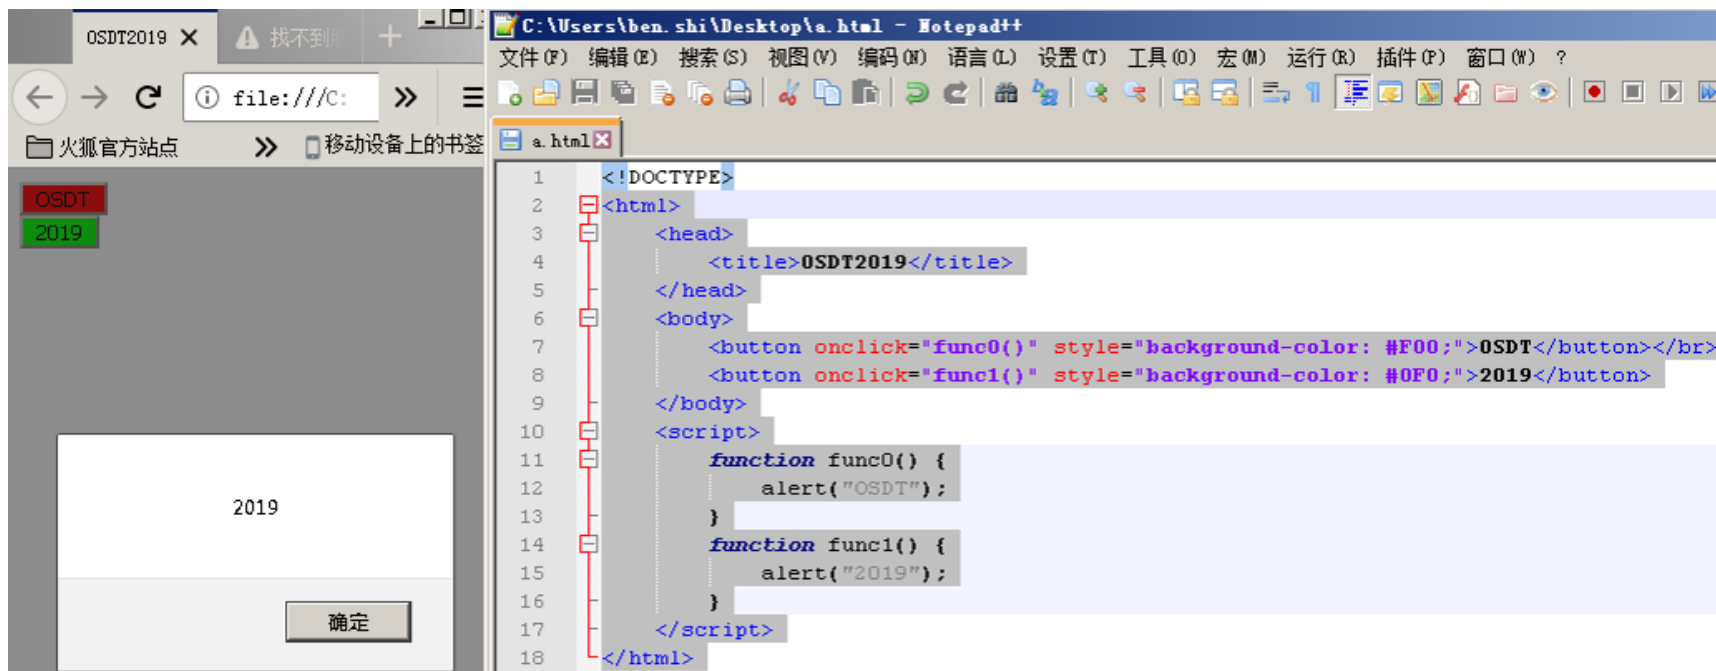 OSDT2019
找不到
file:///C:
火狐官方站点
移动设备上的书签
OSDT
2019
2019
确定
C:\Users\ben.shi\Desktop\a.html - Notepad++
文件(F) 编辑(E) 搜索(S) 视图(V) 编码(N) 语言(L) 设置(T) 工具(O) 宏(M) 运行(R) 插件(P) 窗口(W) ?
a.html
1 <!DOCTYPE>
2 <html>
3 <head>
4 <title>OSDT2019</title>
5 </head>
6 <body>
7 <button onclick="func0()" style="background-color: #F00;">OSDT</button></br>
8 <button onclick="func1()" style="background-color: #0F0;">2019</button>
9 </body>
10 <script>
11 function func0() {
12 alert("OSDT");
13 }
14 function func1() {
15 alert("2019");
16 }
17 </script>
18 </html>